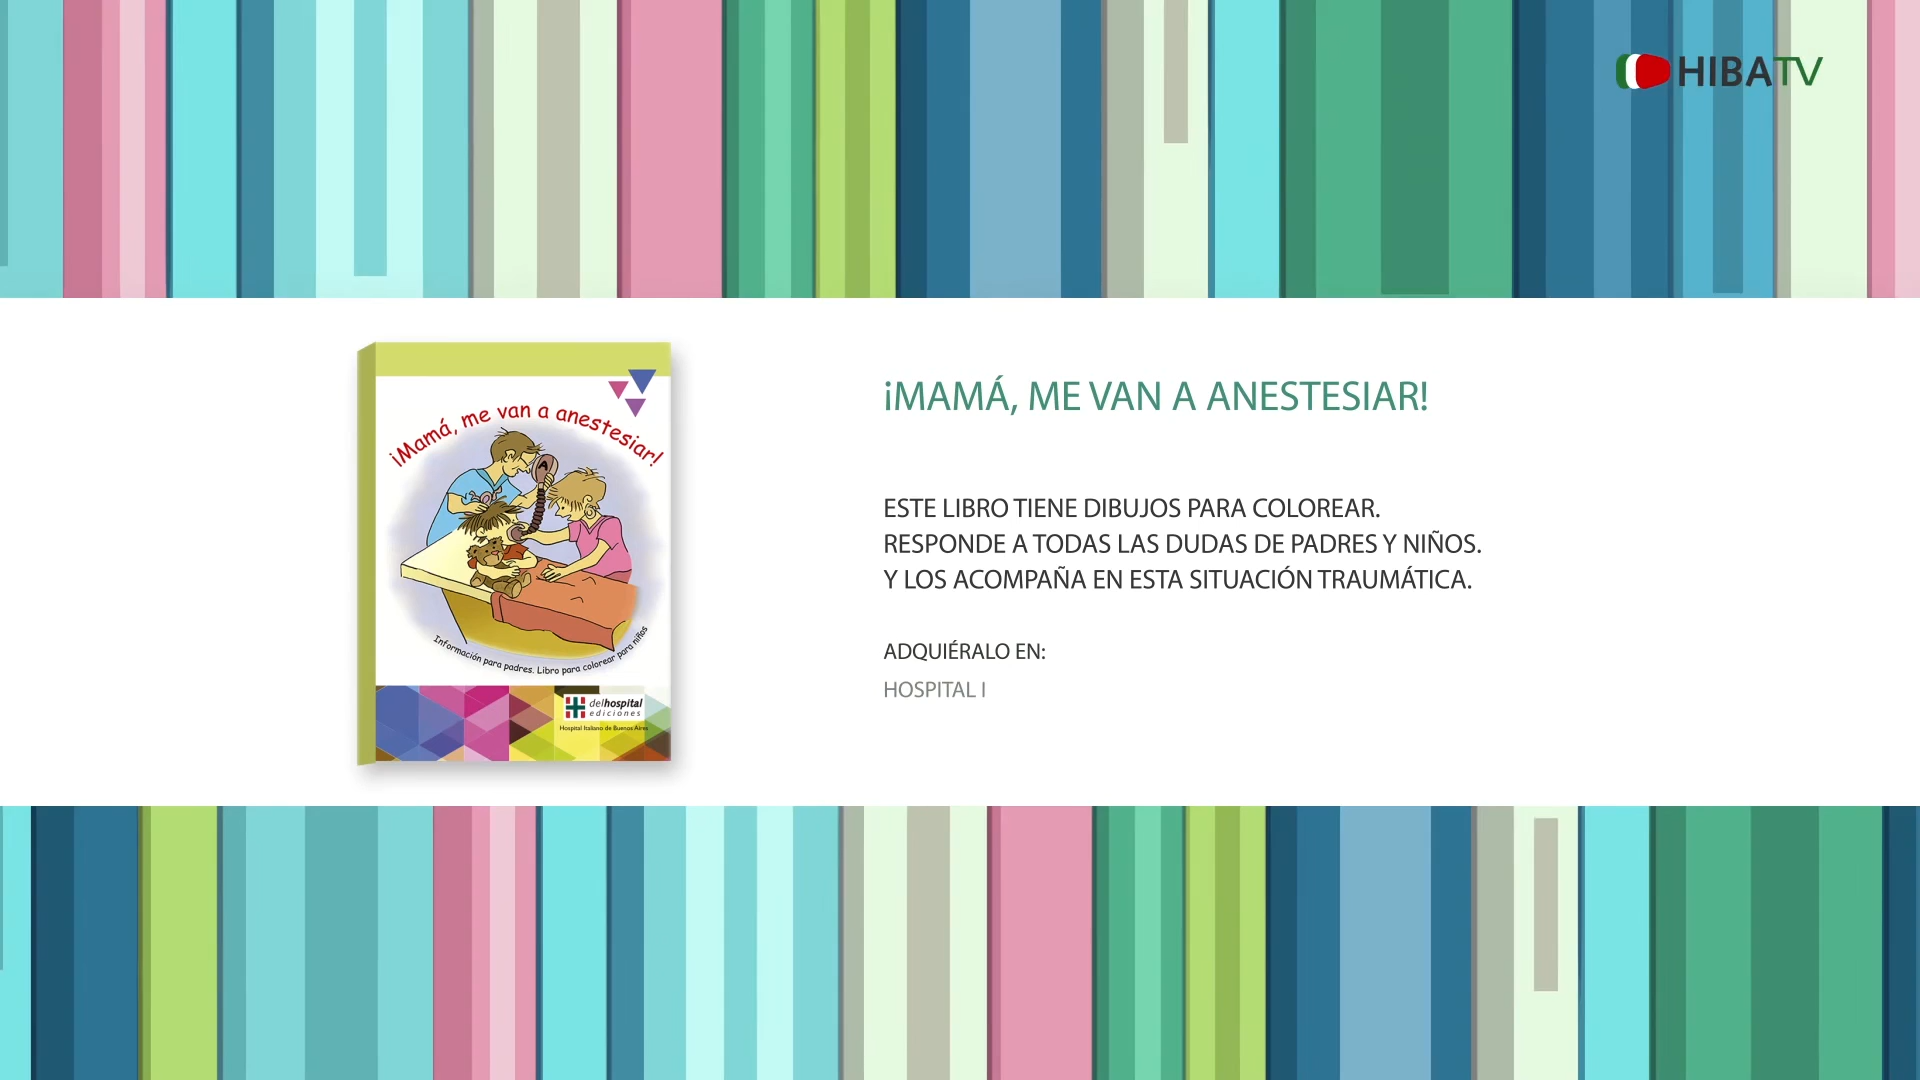 HIBATV
¡MAMÁ, ME VAN A ANESTESIAR!
ESTE LIBRO TIENE DIBUJOS PARA COLOREAR.
RESPONDE A TODAS LAS DUDAS DE PADRES Y NIÑOS.
Y LOS ACOMPAÑA EN ESTA SITUACIÓN TRAUMÁTICA.
ADQUIÉRALO EN:
HOSPITAL I
¡Mamá, me van a anestesiar!
A
Información para padres. Libro para colorear para niños
delhospital
ediciones
Hospital Italiano de Buenos Aires